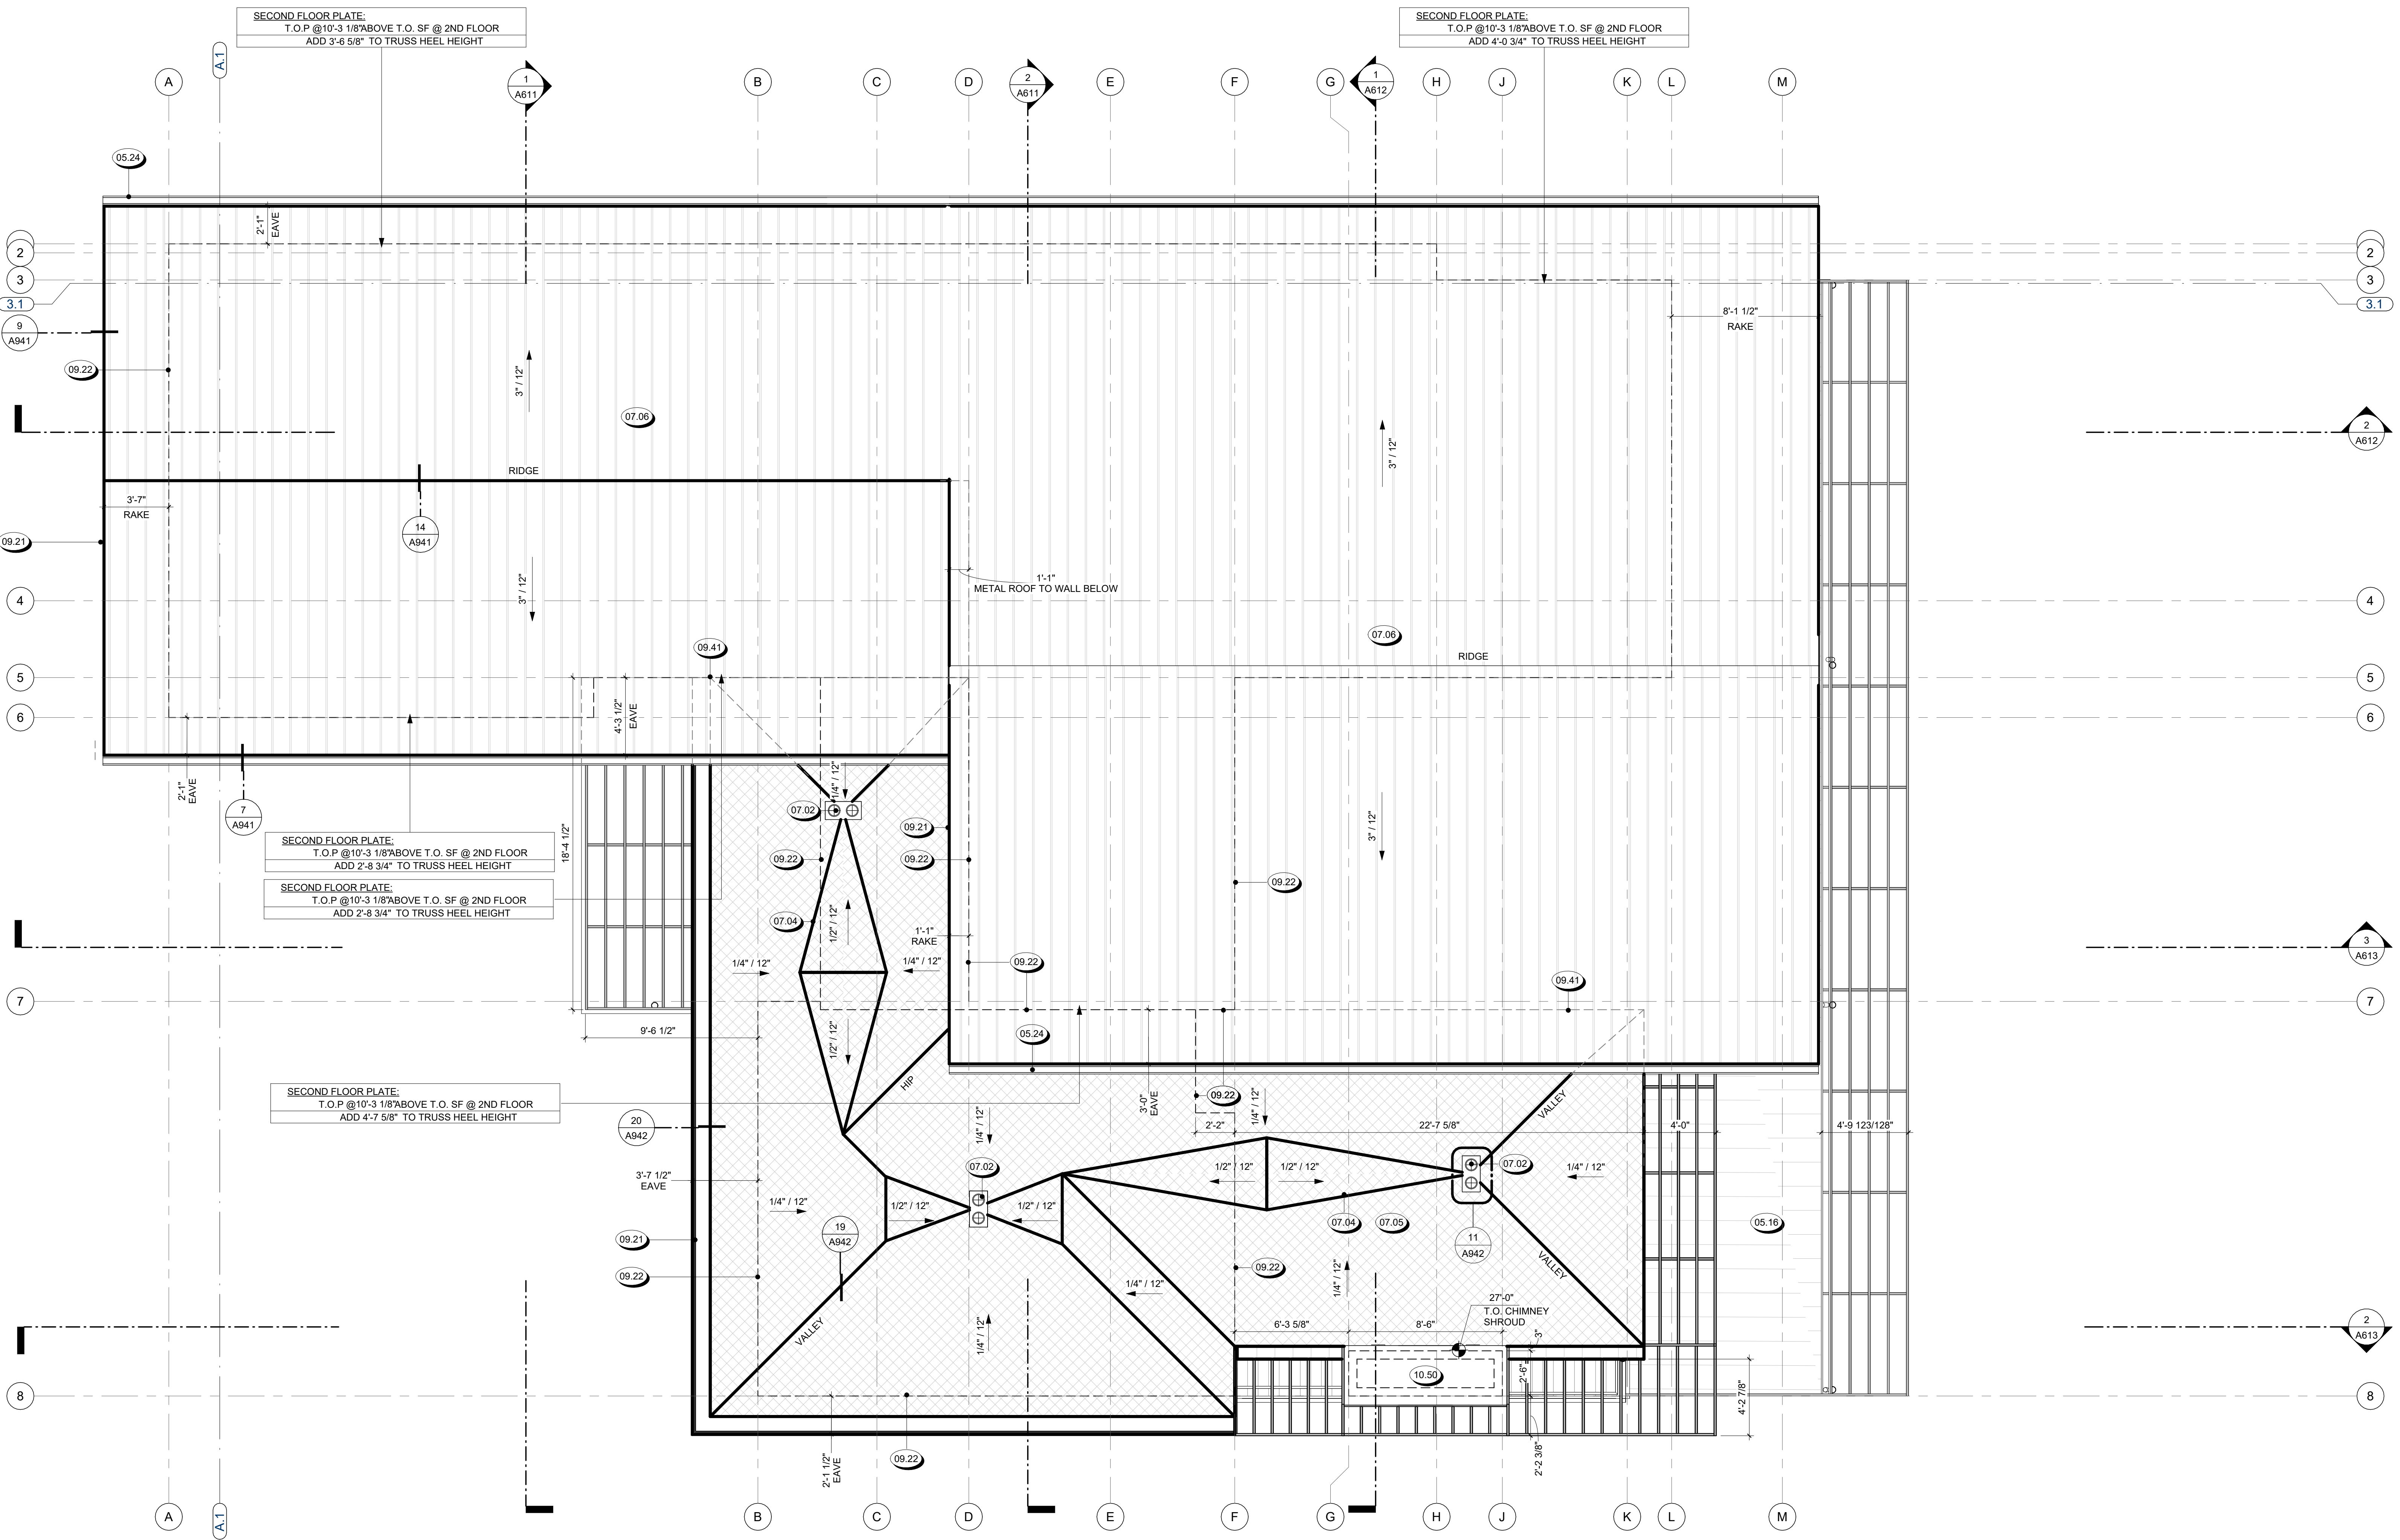 SECOND FLOOR PLATE:
T.O.P @10'-3 1/8"ABOVE T.O. SF @ 2ND FLOOR
ADD 3'-6 5/8" TO TRUSS HEEL HEIGHT
SECOND FLOOR PLATE:
T.O.P @10'-3 1/8"ABOVE T.O. SF @ 2ND FLOOR
ADD 4'-0 3/4" TO TRUSS HEEL HEIGHT
A
A.1
1
A611
B
C
D
2
A611
E
F
G
1
A612
H
J
K
L
M
05.24
2'-1"
EAVE
2
2
3
3
3.1
3.1
9
A941
8'-1 1/2"
RAKE
09.22
3" / 12"
07.06
3" / 12"
2
A612
RIDGE
3'-7"
RAKE
14
A941
09.21
3" / 12"
1'-1"
METAL ROOF TO WALL BELOW
4
4
07.06
09.41
RIDGE
5
5
4'-3 1/2"
EAVE
6
6
2'-1"
EAVE
7
A941
1/4" / 12"
07.02
09.21
3" / 12"
18'-4 1/2"
SECOND FLOOR PLATE:
T.O.P @10'-3 1/8"ABOVE T.O. SF @ 2ND FLOOR
ADD 2'-8 3/4" TO TRUSS HEEL HEIGHT
09.22
09.22
SECOND FLOOR PLATE:
T.O.P @10'-3 1/8"ABOVE T.O. SF @ 2ND FLOOR
ADD 2'-8 3/4" TO TRUSS HEEL HEIGHT
09.22
07.04
1/2" / 12"
1'-1"
RAKE
3
A613
1/4" / 12"
1/4" / 12"
09.22
09.41
7
7
9'-6 1/2"
1/2" / 12"
05.24
HIP
SECOND FLOOR PLATE:
T.O.P @10'-3 1/8"ABOVE T.O. SF @ 2ND FLOOR
ADD 4'-7 5/8" TO TRUSS HEEL HEIGHT
3'-0"
EAVE
09.22
1/4" / 12"
VALLEY
20
A942
1/4" / 12"
2'-2"
22'-7 5/8"
4'-0"
4'-9 123/128"
3'-7 1/2"
EAVE
07.02
1/2" / 12"
1/2" / 12"
07.02
1/4" / 12"
1/4" / 12"
1/2" / 12"
1/2" / 12"
07.04
07.05
05.16
19
A942
09.21
11
A942
09.22
09.22
1/4" / 12"
1/4" / 12"
VALLEY
27'-0"
T.O. CHIMNEY
SHROUD
VALLEY
1/4" / 12"
6'-3 5/8"
8'-6"
3"
2
A613
10.50
2'-6"
8
8
4'-2 7/8"
2'-1 1/2"
EAVE
09.22
2'-2 3/8"
A
A.1
B
C
D
E
F
G
H
J
K
L
M